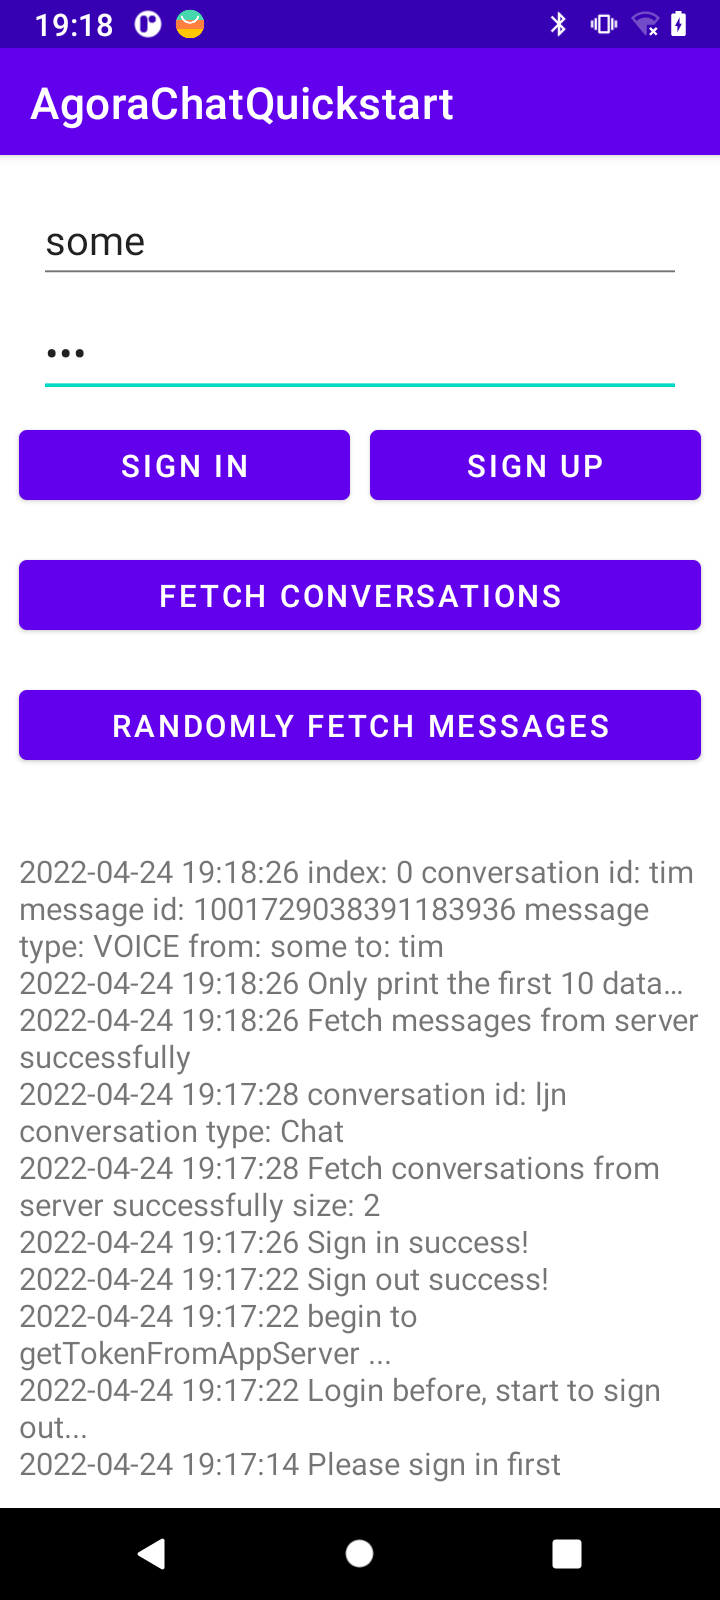 19:18
AgoraChatQuickstart
some
•••
SIGN IN
SIGN UP
FETCH CONVERSATIONS
RANDOMLY FETCH MESSAGES
2022-04-24 19:18:26 index: 0 conversation id: tim
message id: 1001729038391183936 message
type: VOICE from: some to: tim
2022-04-24 19:18:26 Only print the first 10 data...
2022-04-24 19:18:26 Fetch messages from server
successfully
2022-04-24 19:17:28 conversation id: ljn
conversation type: Chat
2022-04-24 19:17:28 Fetch conversations from
server successfully size: 2
2022-04-24 19:17:26 Sign in success!
2022-04-24 19:17:22 Sign out success!
2022-04-24 19:17:22 begin to
getTokenFromAppServer ...
2022-04-24 19:17:22 Login before, start to sign
out...
2022-04-24 19:17:14 Please sign in first